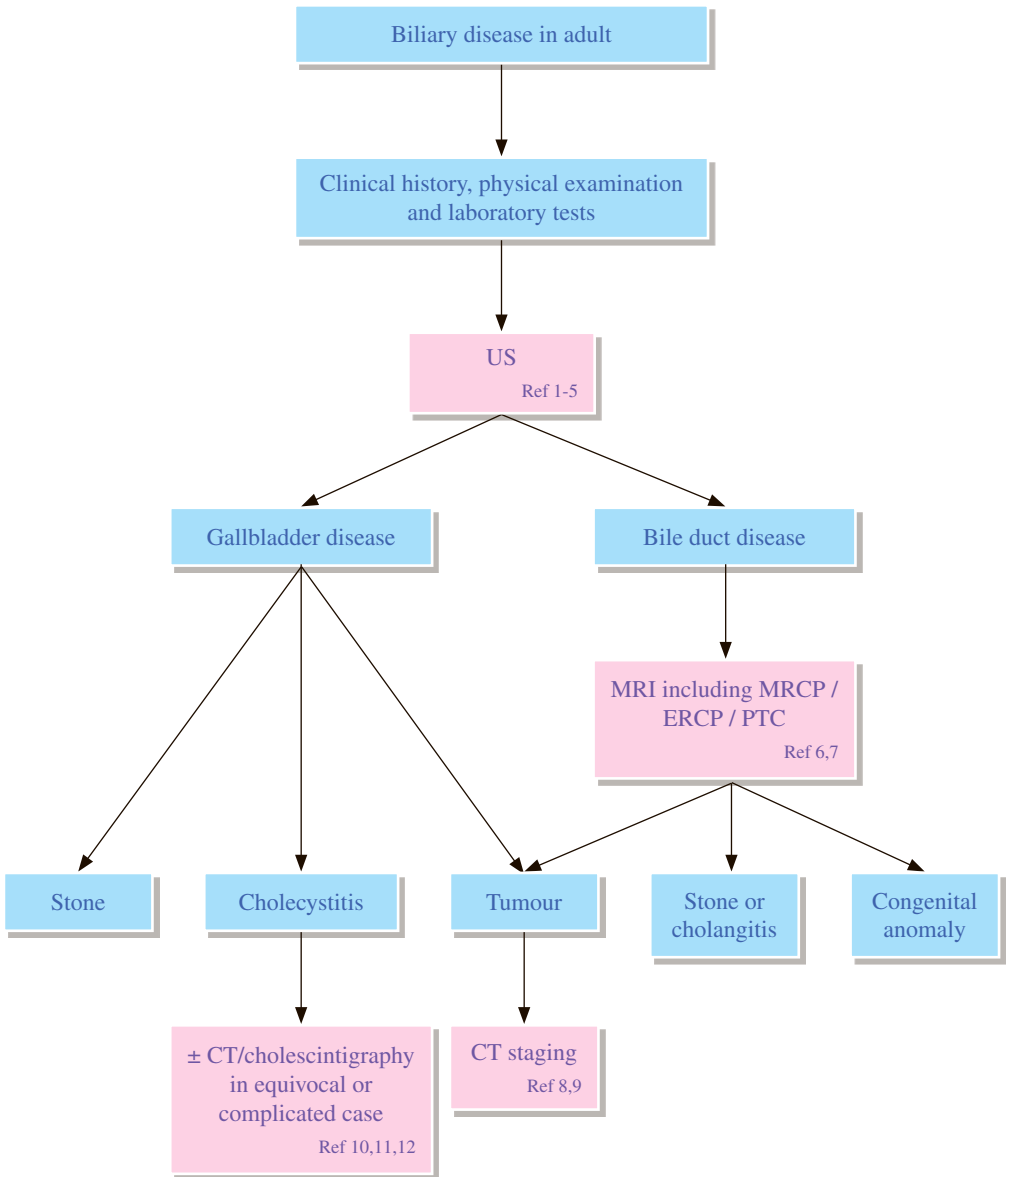 Biliary disease in adult
Clinical history, physical examination
and laboratory tests
US
Ref 1-5
Gallbladder disease
Bile duct disease
MRI including MRCP /
ERCP / PTC
Ref 6,7
Stone
Cholecystitis
Tumour
Stone or
cholangitis
Congenital
anomaly
± CT/cholescintigraphy
in equivocal or
complicated case
Ref 10,11,12
CT staging
Ref 8,9